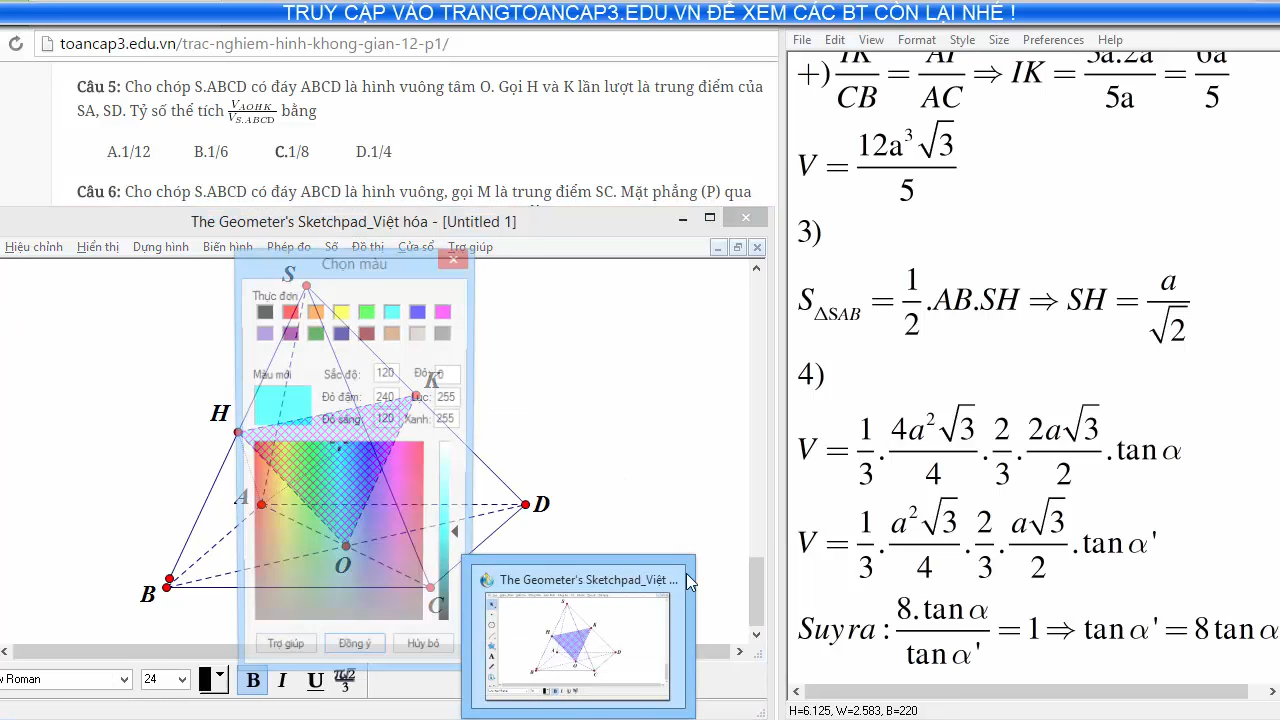 TRUY CẬP VÀO TRANGTOANCAP3.EDU.VN ĐỂ XEM CÁC BT CÒN LẠI NHÉ !
toancap3.edu.vn/trac-nghiem-hinh-khong-gian-12-p1/
Câu 5: Cho chóp S.ABCD có đáy ABCD là hình vuông tâm O. Gọi H và K lần lượt là trung điểm của
SA, SD. Tỷ số thể tích V_AOHK/V_S.ABCD bằng
A.1/12 B.1/6 C.1/8 D.1/4
Câu 6: Cho chóp S.ABCD có đáy ABCD là hình vuông, gọi M là trung điểm SC. Mặt phẳng (P) qua
The Geometer's Sketchpad_Việt hóa - [Untitled 1]
Hiệu chỉnh Hiển thị Dựng hình Biến hình Phép đo Số Đồ thị Cửa sổ Trợ giúp
Chọn màu
Thực đơn
Màu mới
Sắc độ: 120
Đỏ: 0
Độ đậm: 240
Lục: 255
Độ sáng: 120
Xanh: 255
Trợ giúp Đồng ý Hủy bỏ
S
K
H
A
D
O
B
C
The Geometer's Sketchpad_Việt ...
Roman 24 B I U
File Edit View Format Style Size Preferences Help
+) IK/CB = AI/AC ⇒ IK = 3a.2a/5a = 6a/5
V = 12a³√3/5
3)
S_ΔSAB = 1/2.AB.SH ⇒ SH = a/√2
4)
V = 1/3.4a²√3/4.2/3.2a√3/2.tan α
V = 1/3.a²√3/4.2/3.a√3/2.tan α'
Suy ra : 8.tan α/tan α' = 1 ⇒ tan α' = 8 tan α
H=6.125, W=2.583, B=220